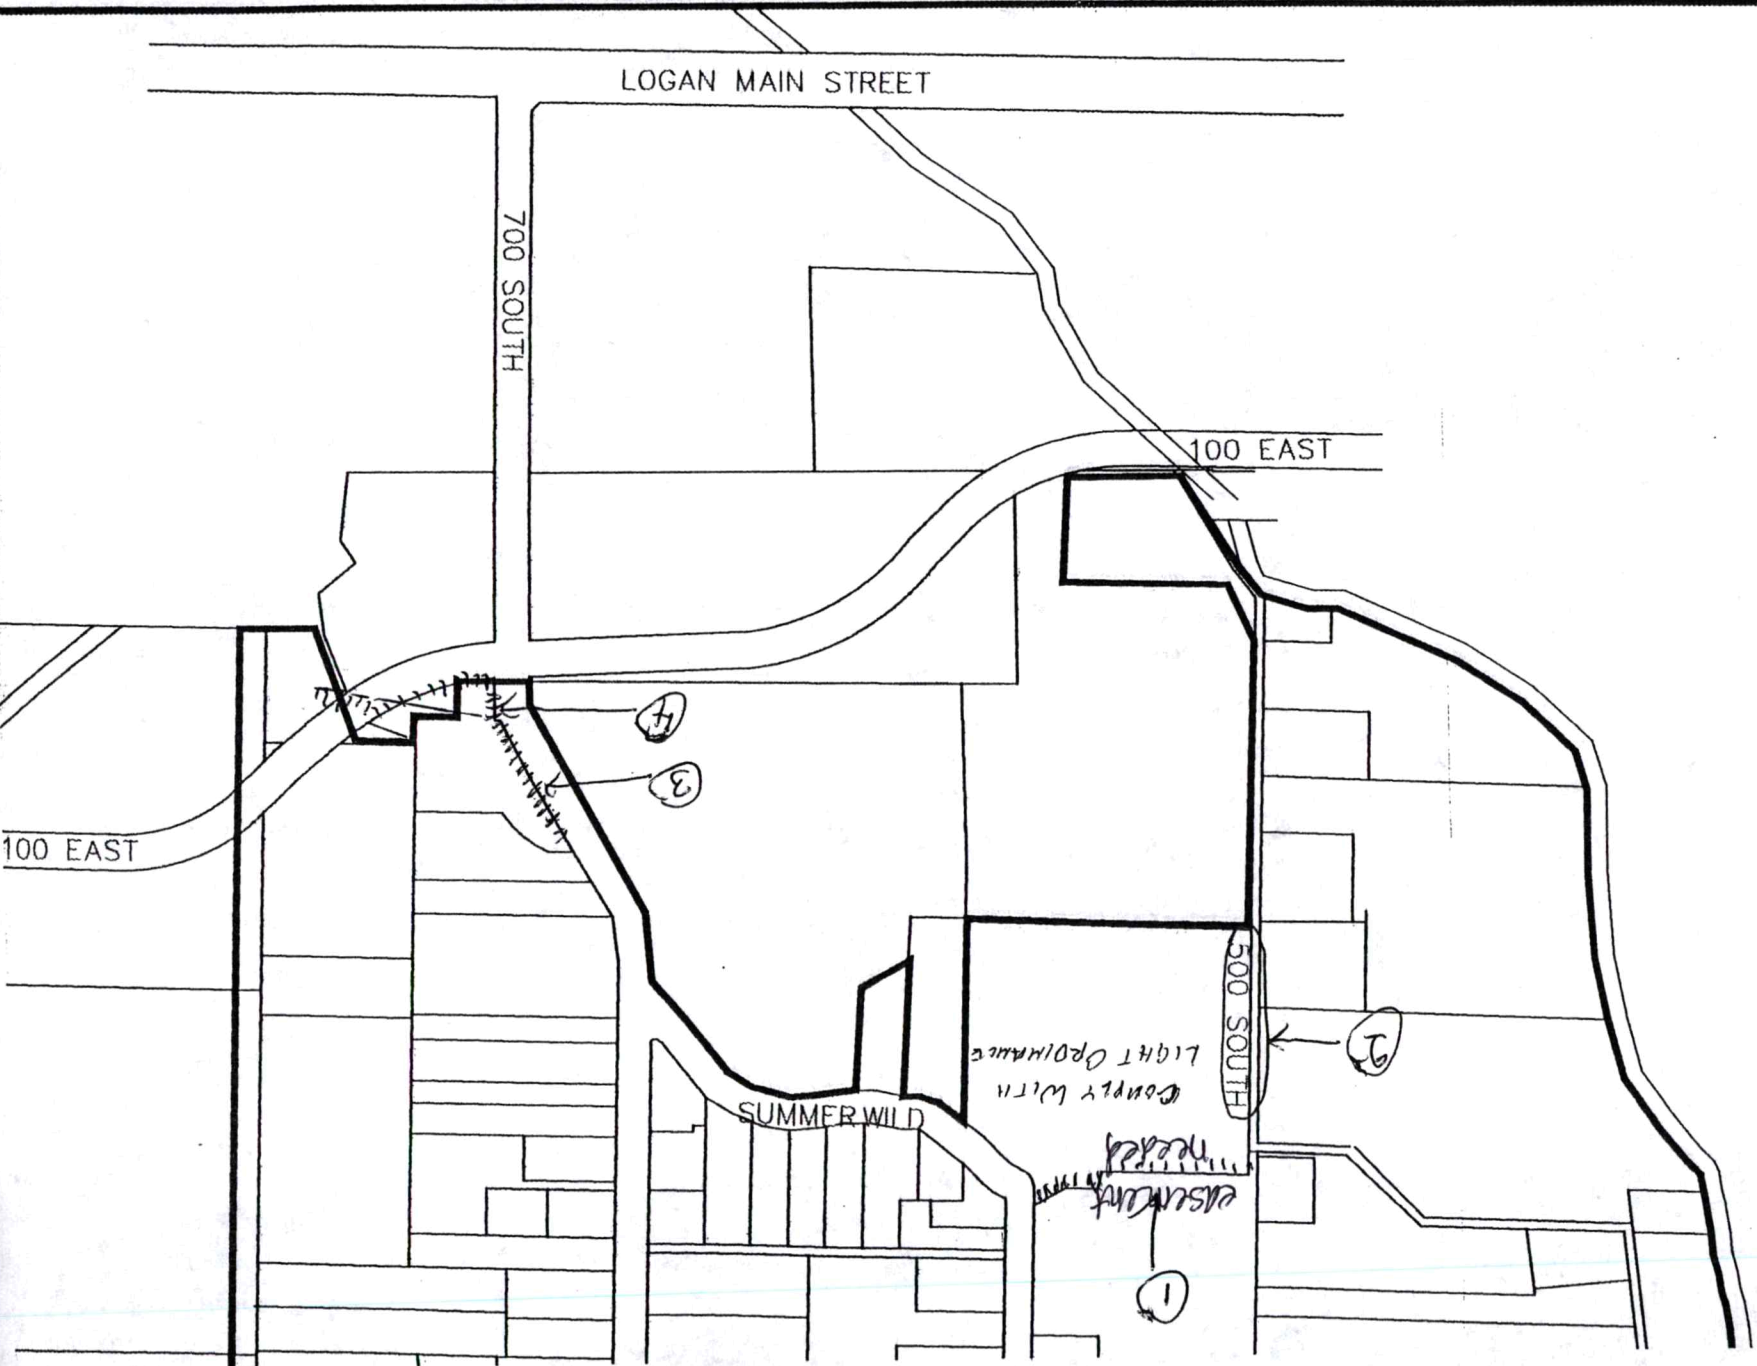 LOGAN MAIN STREET
700 SOUTH
100 EAST
4
3
100 EAST
500 SOUTH
2
COMPLY WITH
LIGHT ORDINANCE
SUMMERWILD
easement
needed
1